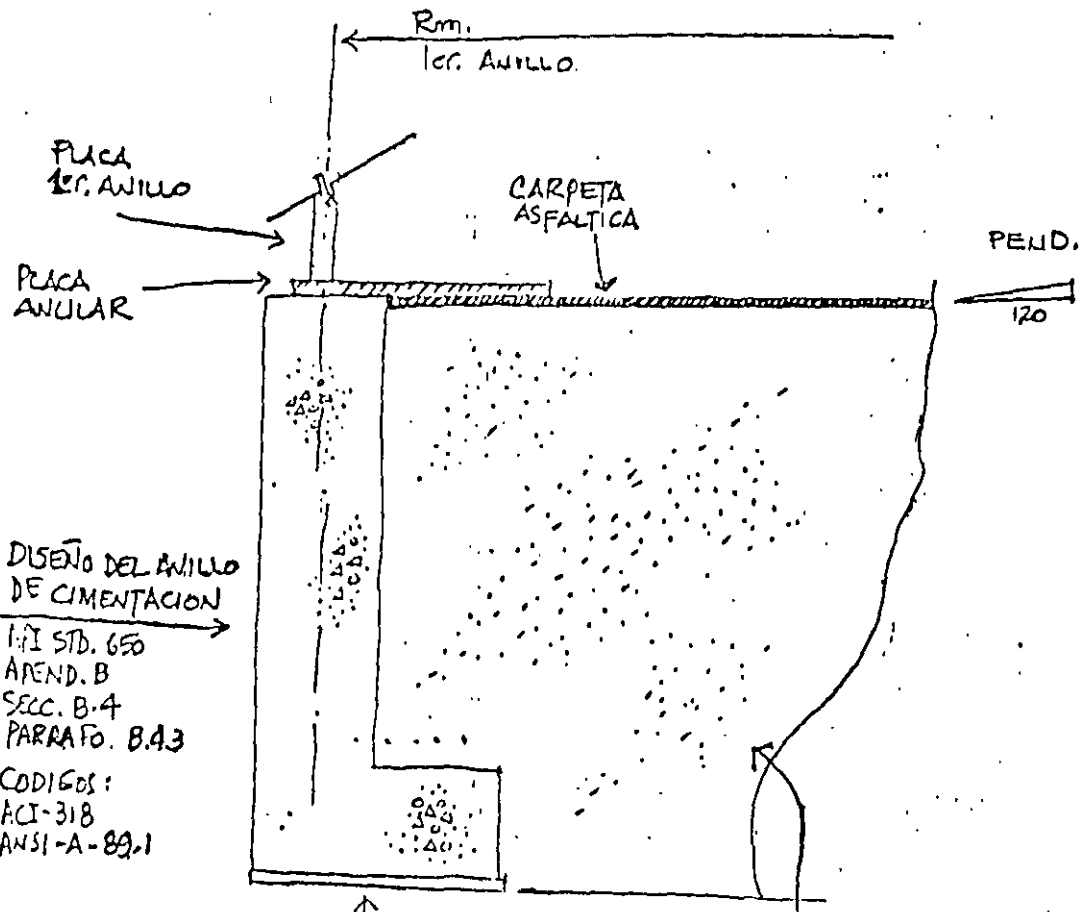 Rm.
1er. ANILLO.
PLACA
1er. ANILLO
CARPETA
ASFALTICA
PEND.
PLACA
ANULAR
120
DISEÑO DEL ANILLO
DE CIMENTACION
STD. 650
APEND. B
SECC. B.4
PARRAFO. B.4.3
CODIGOS:
ACI-318
ANSI-A-89.1